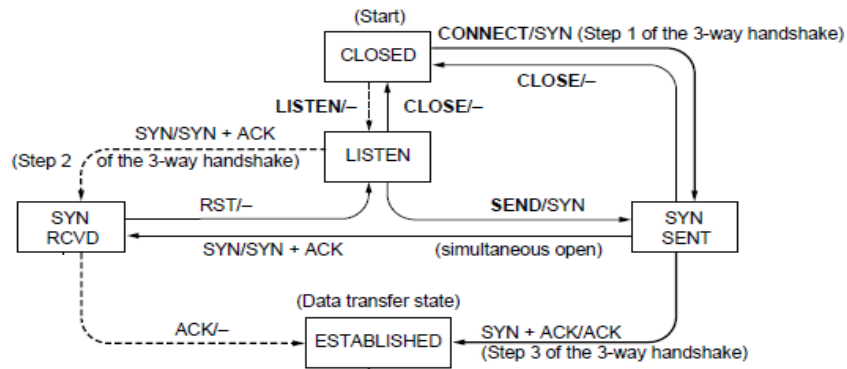 (Start)
CONNECT/SYN (Step 1 of the 3-way handshake)
CLOSED
CLOSE/–
LISTEN/–
CLOSE/–
SYN/SYN + ACK
(Step 2 of the 3-way handshake)
LISTEN
RST/–
SEND/SYN
SYN
RCVD
SYN
SENT
SYN/SYN + ACK
(simultaneous open)
(Data transfer state)
ACK/–
ESTABLISHED
SYN + ACK/ACK
(Step 3 of the 3-way handshake)